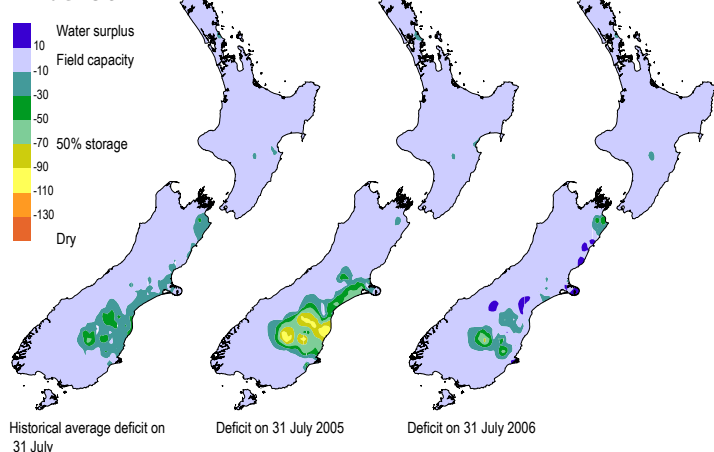 Water surplus
10
Field capacity
-10
-30
-50
-70
50% storage
-90
-110
-130
Dry
Historical average deficit on
31 July
Deficit on 31 July 2005
Deficit on 31 July 2006